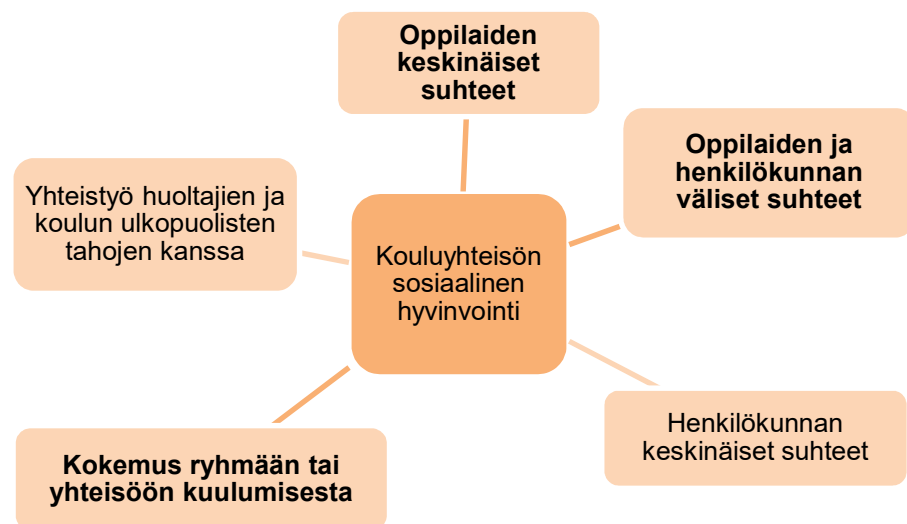 Oppilaiden
keskinäiset
suhteet
Oppilaiden ja
henkilökunnan
väliset suhteet
Yhteistyö huoltajien ja
koulun ulkopuolisten
tahojen kanssa
Kouluyhteisön
sosiaalinen
hyvinvointi
Henkilökunnan
keskinäiset suhteet
Kokemus ryhmään tai
yhteisöön kuulumisesta